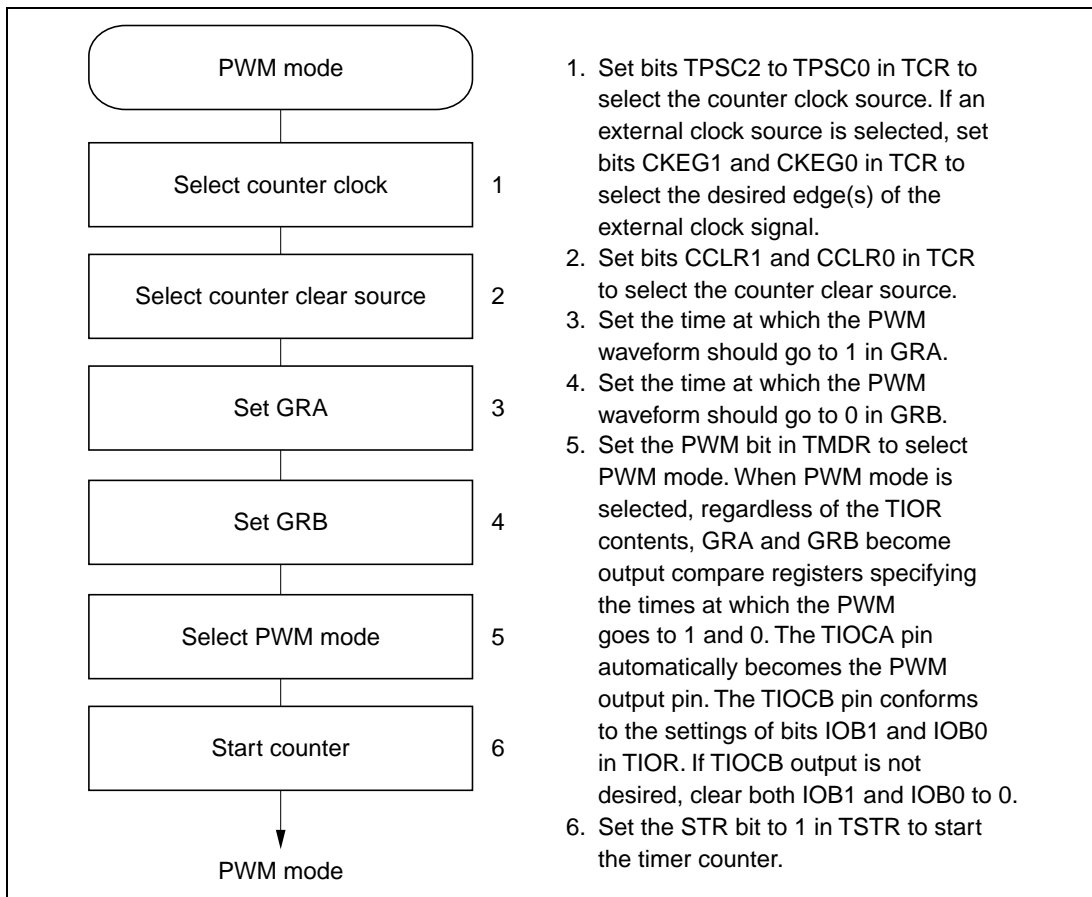 PWM mode
Select counter clock 1
Select counter clear source 2
Set GRA 3
Set GRB 4
Select PWM mode 5
Start counter 6
PWM mode
1. Set bits TPSC2 to TPSC0 in TCR to
select the counter clock source. If an
external clock source is selected, set
bits CKEG1 and CKEG0 in TCR to
select the desired edge(s) of the
external clock signal.
2. Set bits CCLR1 and CCLR0 in TCR
to select the counter clear source.
3. Set the time at which the PWM
waveform should go to 1 in GRA.
4. Set the time at which the PWM
waveform should go to 0 in GRB.
5. Set the PWM bit in TMDR to select
PWM mode. When PWM mode is
selected, regardless of the TIOR
contents, GRA and GRB become
output compare registers specifying
the times at which the PWM
goes to 1 and 0. The TIOCA pin
automatically becomes the PWM
output pin. The TIOCB pin conforms
to the settings of bits IOB1 and IOB0
in TIOR. If TIOCB output is not
desired, clear both IOB1 and IOB0 to 0.
6. Set the STR bit to 1 in TSTR to start
the timer counter.